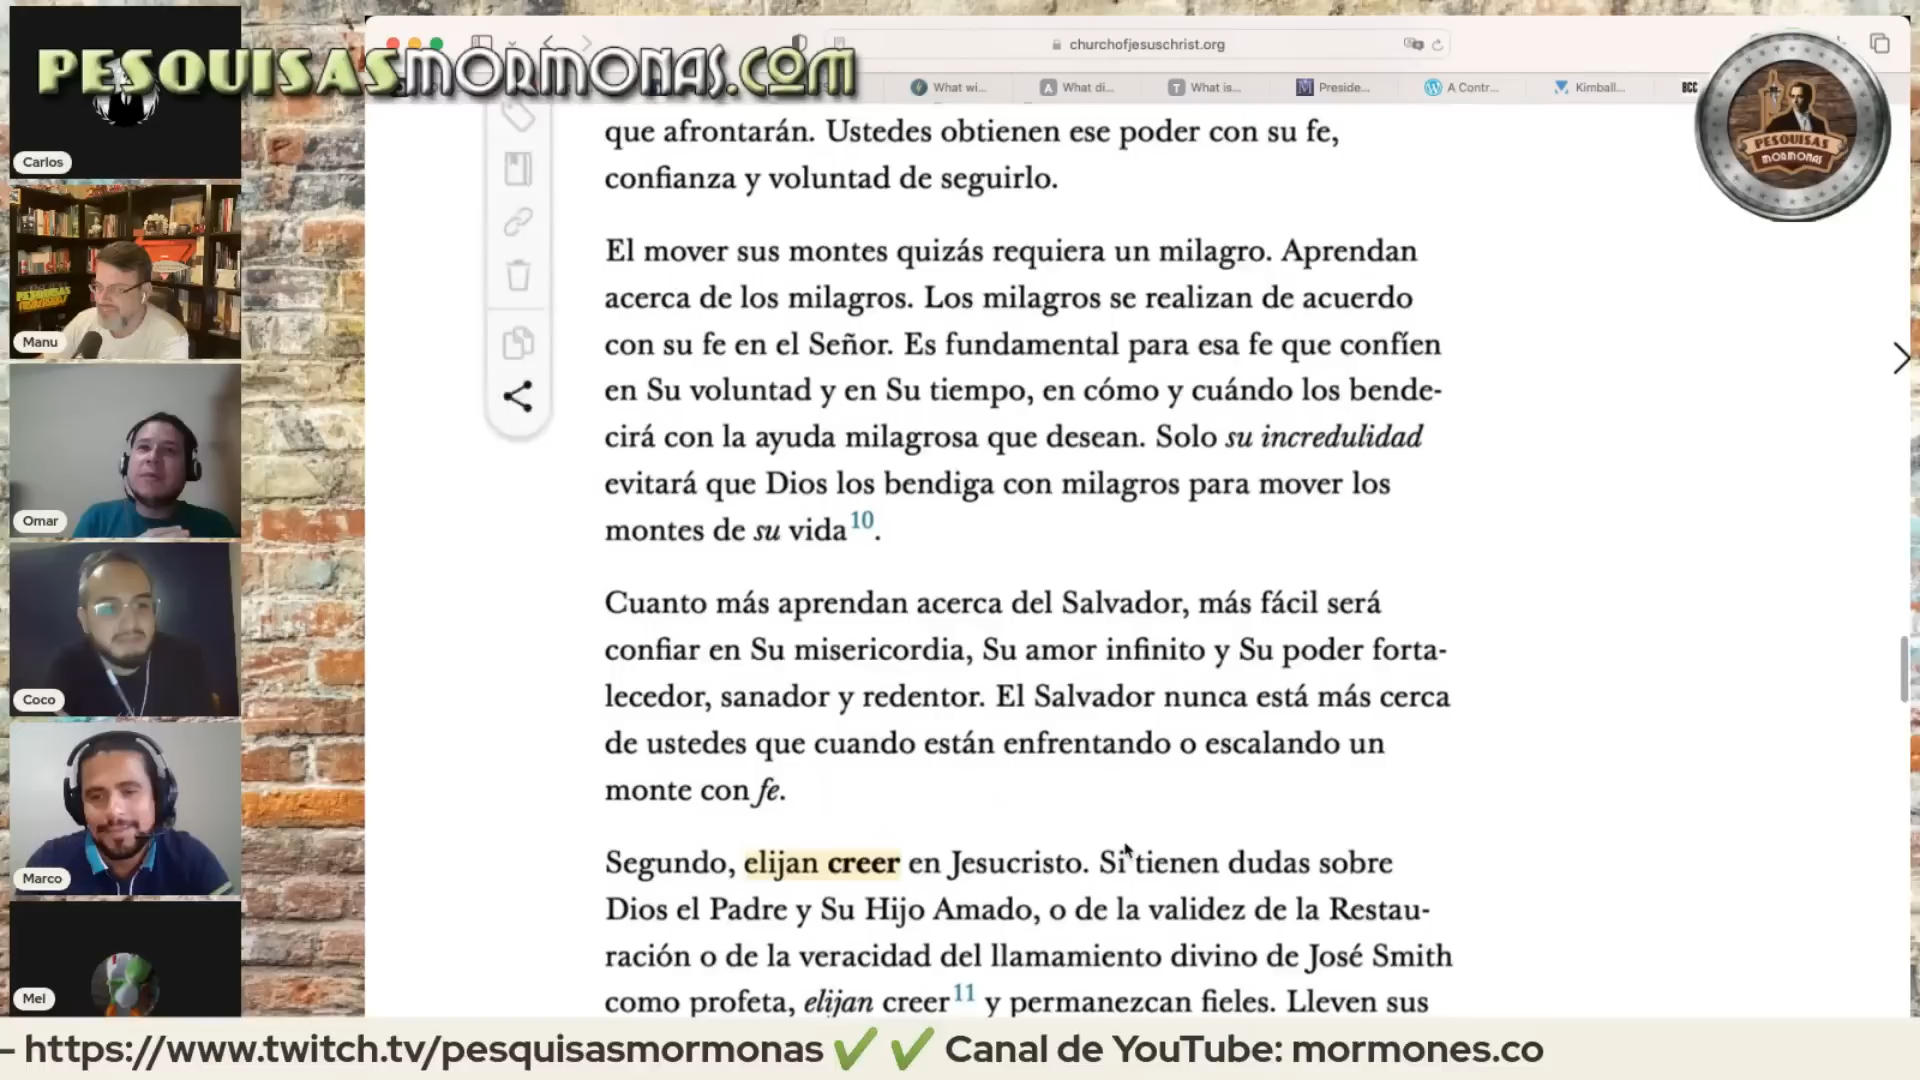 PESQUISASMORMONAS.COM
churchofjesuschrist.org
What wi...
What di...
What is...
Preside...
A Contr...
Kimball...
BCC
PESQUISAS
MORMONAS
Carlos
Manu
Omar
Coco
Marco
Mel
que afrontarán. Ustedes obtienen ese poder con su fe,
confianza y voluntad de seguirlo.
El mover sus montes quizás requiera un milagro. Aprendan
acerca de los milagros. Los milagros se realizan de acuerdo
con su fe en el Señor. Es fundamental para esa fe que confíen
en Su voluntad y en Su tiempo, en cómo y cuándo los bende-
cirá con la ayuda milagrosa que desean. Solo su incredulidad
evitará que Dios los bendiga con milagros para mover los
montes de su vida10.
Cuanto más aprendan acerca del Salvador, más fácil será
confiar en Su misericordia, Su amor infinito y Su poder forta-
lecedor, sanador y redentor. El Salvador nunca está más cerca
de ustedes que cuando están enfrentando o escalando un
monte con fe.
Segundo, elijan creer en Jesucristo. Si tienen dudas sobre
Dios el Padre y Su Hijo Amado, o de la validez de la Restau-
ración o de la veracidad del llamamiento divino de José Smith
como profeta, elijan creer11 y permanezcan fieles. Lleven sus
– https://www.twitch.tv/pesquisasmormonas ✔ ✔ Canal de YouTube: mormones.co